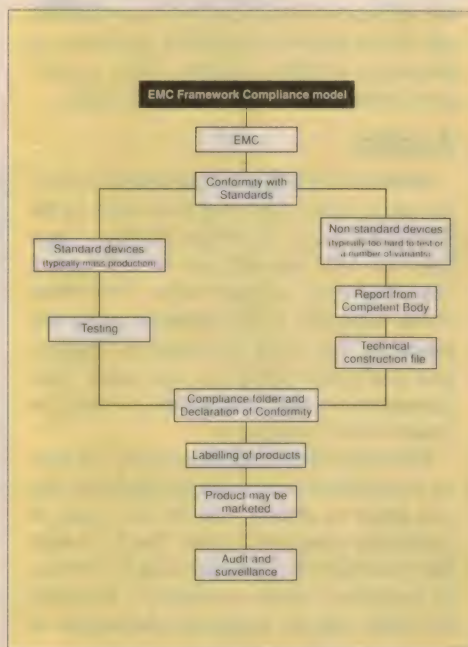 EMC Framework Compliance model
EMC
Conformity with
Standards
Standard devices
(typically mass production)
Testing
Non standard devices
(typically too hard to test or
a number of variants)
Report from
Competent Body
Technical
construction file
Compliance folder and
Declaration of Conformity
Labelling of products
Product may be
marketed
Audit and
surveillance